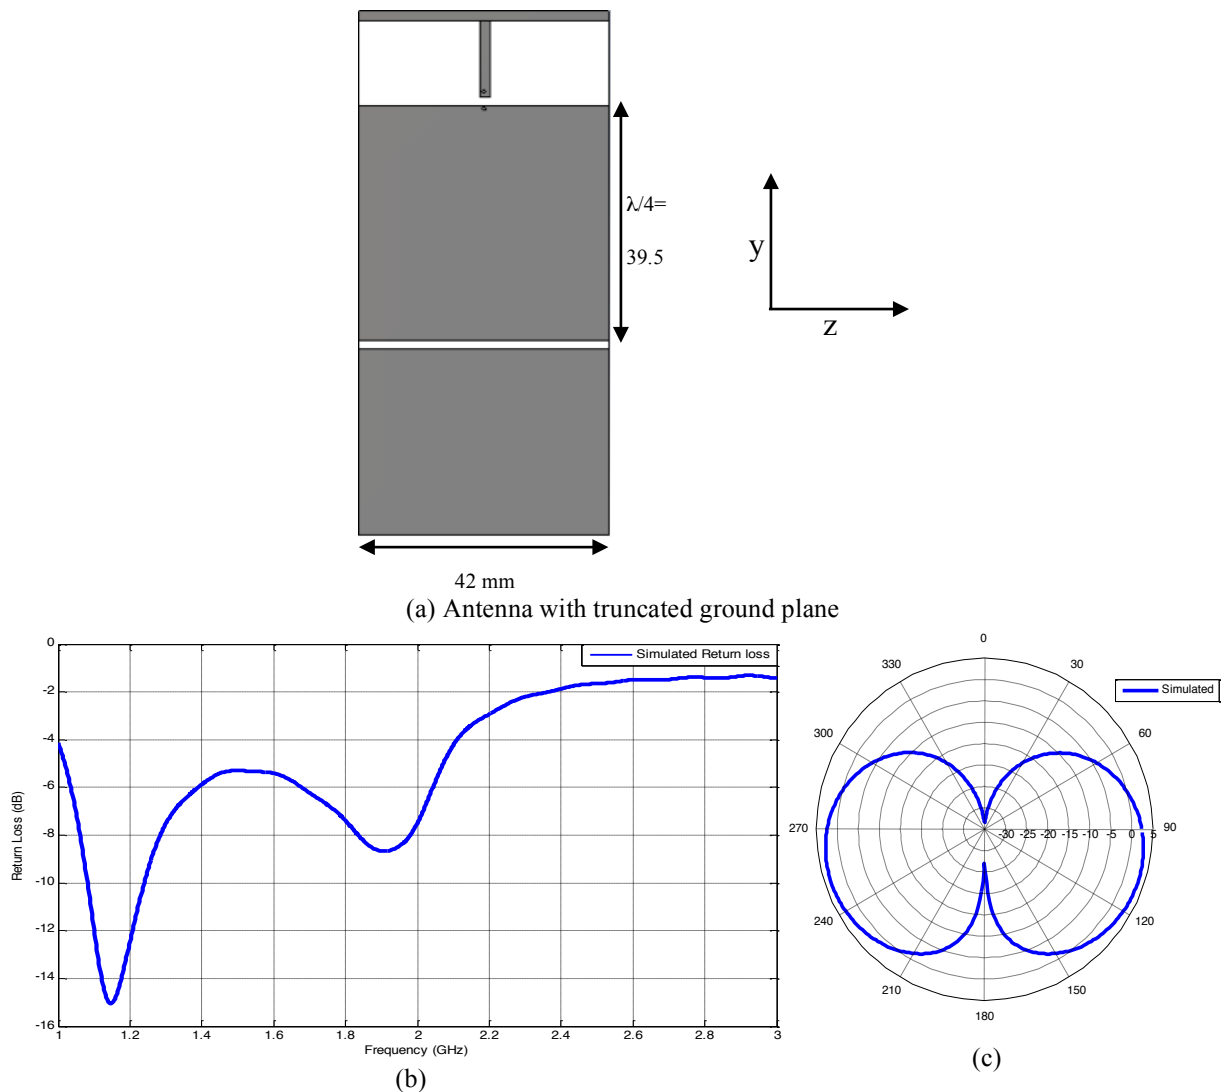 λ/4=
39.5
y
z
42 mm
(a) Antenna with truncated ground plane
0
-2
-4
-6
-8
-10
-12
-14
-16
Return Loss (dB)
Simulated Return loss
1 1.2 1.4 1.6 1.8 2 2.2 2.4 2.6 2.8 3
Frequency (GHz)
(b)
0
330 30
Simulated
300 60
270 -30 -25 -20 -15 -10 -5 0 5 90
240 120
210 150
180
(c)